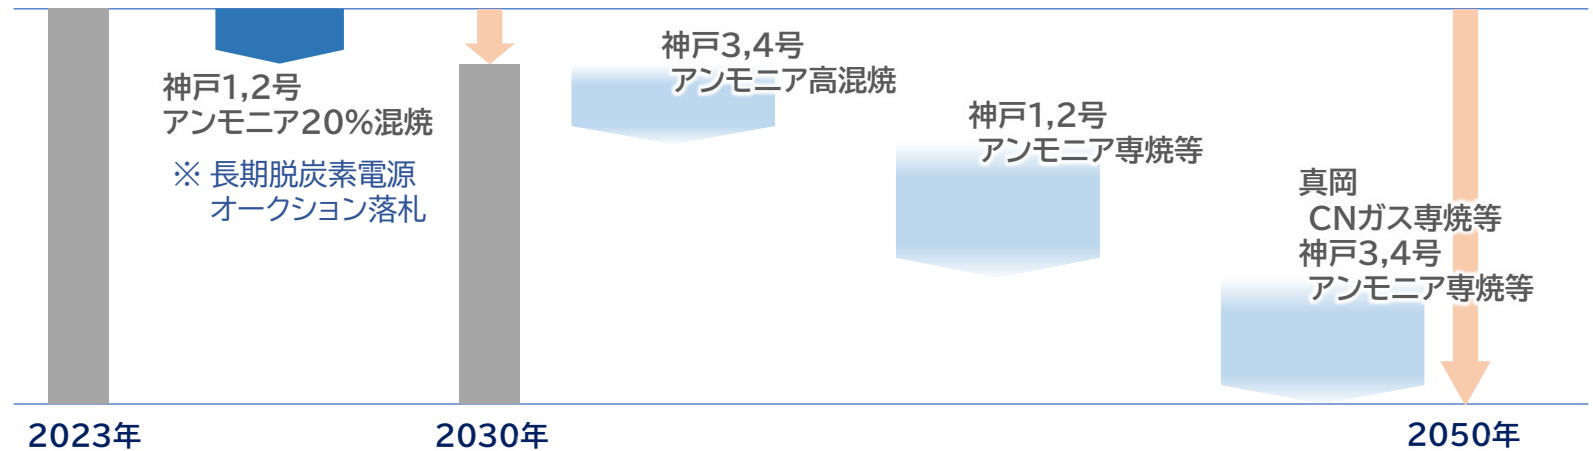 神戸1,2号
アンモニア20%混焼
※ 長期脱炭素電源
オークション落札
神戸3,4号
アンモニア高混焼
神戸1,2号
アンモニア専焼等
真岡
CNガス専焼等
神戸3,4号
アンモニア専焼等
2023年
2030年
2050年